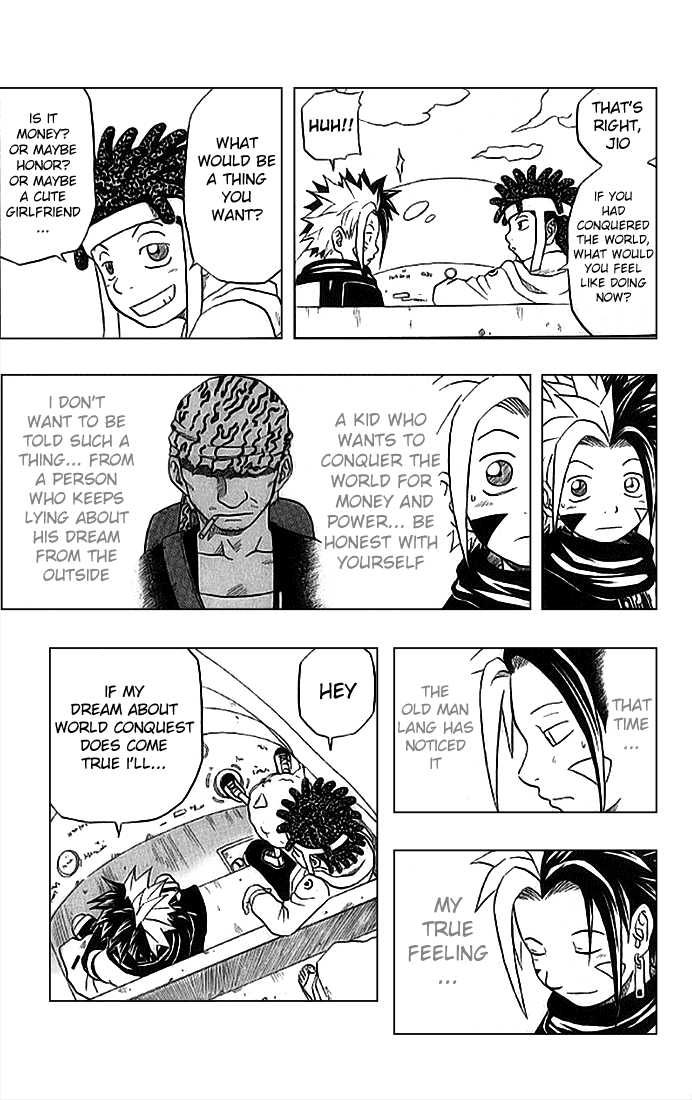 THAT'S
RIGHT,
JIO
IF YOU
HAD
CONQUERED
THE WORLD,
WHAT WOULD
YOU FEEL
LIKE DOING
NOW?
HUH!!
WHAT
WOULD BE
A THING
YOU
WANT?
IS IT
MONEY?
OR MAYBE
HONOR?
OR MAYBE
A CUTE
GIRLFRIEND
...
A KID WHO
WANTS TO
CONQUER THE
WORLD FOR
MONEY AND
POWER... BE
HONEST WITH
YOURSELF
I DON'T
WANT TO BE
TOLD SUCH A
THING... FROM
A PERSON
WHO KEEPS
LYING ABOUT
HIS DREAM
FROM THE
OUTSIDE
THAT
TIME
...
THE
OLD MAN
LANG HAS
NOTICED
IT
MY
TRUE
FEELING
...
HEY
IF MY
DREAM ABOUT
WORLD CONQUEST
DOES COME
TRUE I'LL...